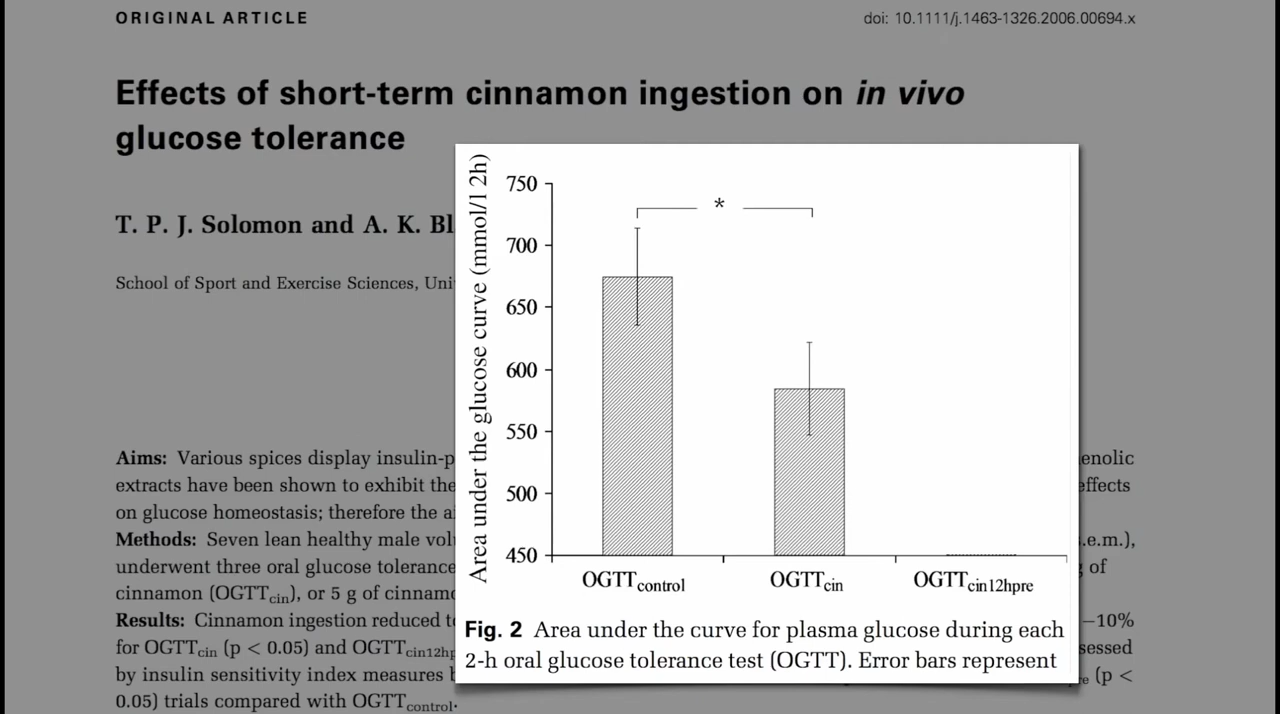 ORIGINAL ARTICLE
doi: 10.1111/j.1463-1326.2006.00694.x
Effects of short-term cinnamon ingestion on in vivo
glucose tolerance
T. P. J. Solomon and A. K. Bl
School of Sport and Exercise Sciences, Uni
Aims: Various spices display insulin-p
enolic
extracts have been shown to exhibit the
effects
on glucose homeostasis; therefore the a
Methods: Seven lean healthy male vol
s.e.m.),
underwent three oral glucose tolerance
g of
cinnamon (OGTTcin), or 5 g of cinnamo
Results: Cinnamon ingestion reduced to
−10%
for OGTTcin (p < 0.05) and OGTTcin12hp
sessed
by insulin sensitivity index measures b
re (p <
0.05) trials compared with OGTTcontrol.
Area under the glucose curve (mmol/l 2h)
750
700
650
600
550
500
450
*
OGTTcontrol
OGTTcin
OGTTcin12hpre
Fig. 2 Area under the curve for plasma glucose during each
2-h oral glucose tolerance test (OGTT). Error bars represent